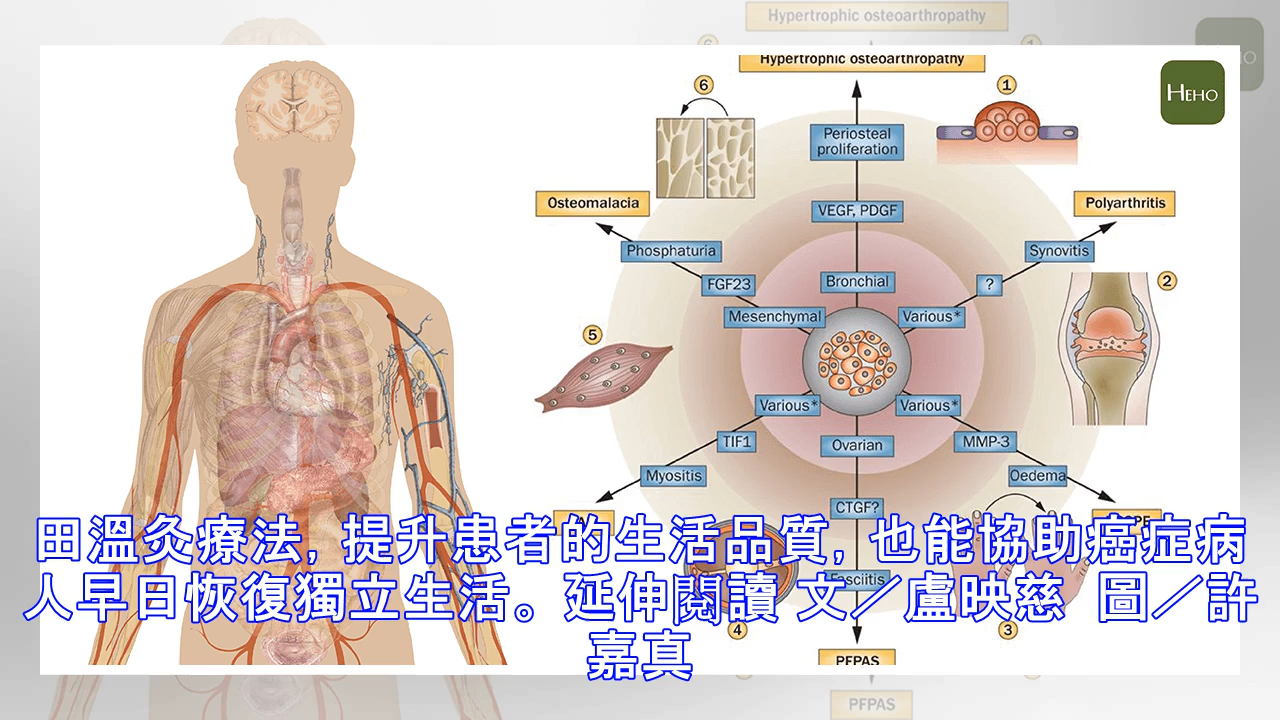 Hypertrophic osteoarthropathy
Hypertrophic osteoarthropathy
HEHO
6
1
Periosteal
proliferation
Osteomalacia
VEGF, PDGF
Polyarthritis
Phosphaturia
Synovitis
FGF23
Bronchial
?
2
Mesenchymal
Various*
5
Various*
Various*
TIF1
Ovarian
MMP-3
Myositis
Oedema
CTGF?
Fasciitis
田溫灸療法, 提升患者的生活品質, 也能協助癌症病
人早日恢復獨立生活。延伸閱讀 文／盧映慈 圖／許
嘉真
4
3
PFPAS
PFPAS